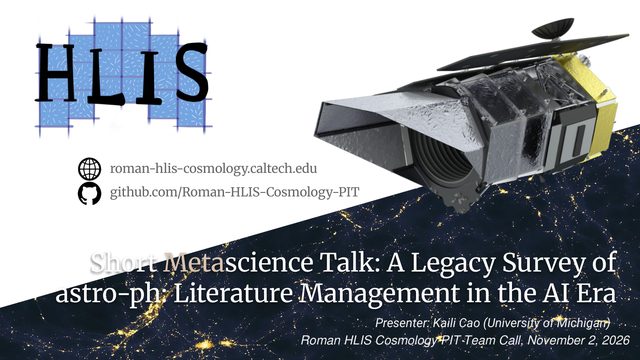 HLIS
roman-hlis-cosmology.caltech.edu
github.com/Roman-HLIS-Cosmology-PIT
Short Metascience Talk: A Legacy Survey of
astro-ph: Literature Management in the AI Era
Presenter: Kaili Cao (University of Michigan)
Roman HLIS Cosmology PIT Team Call, November 2, 2026